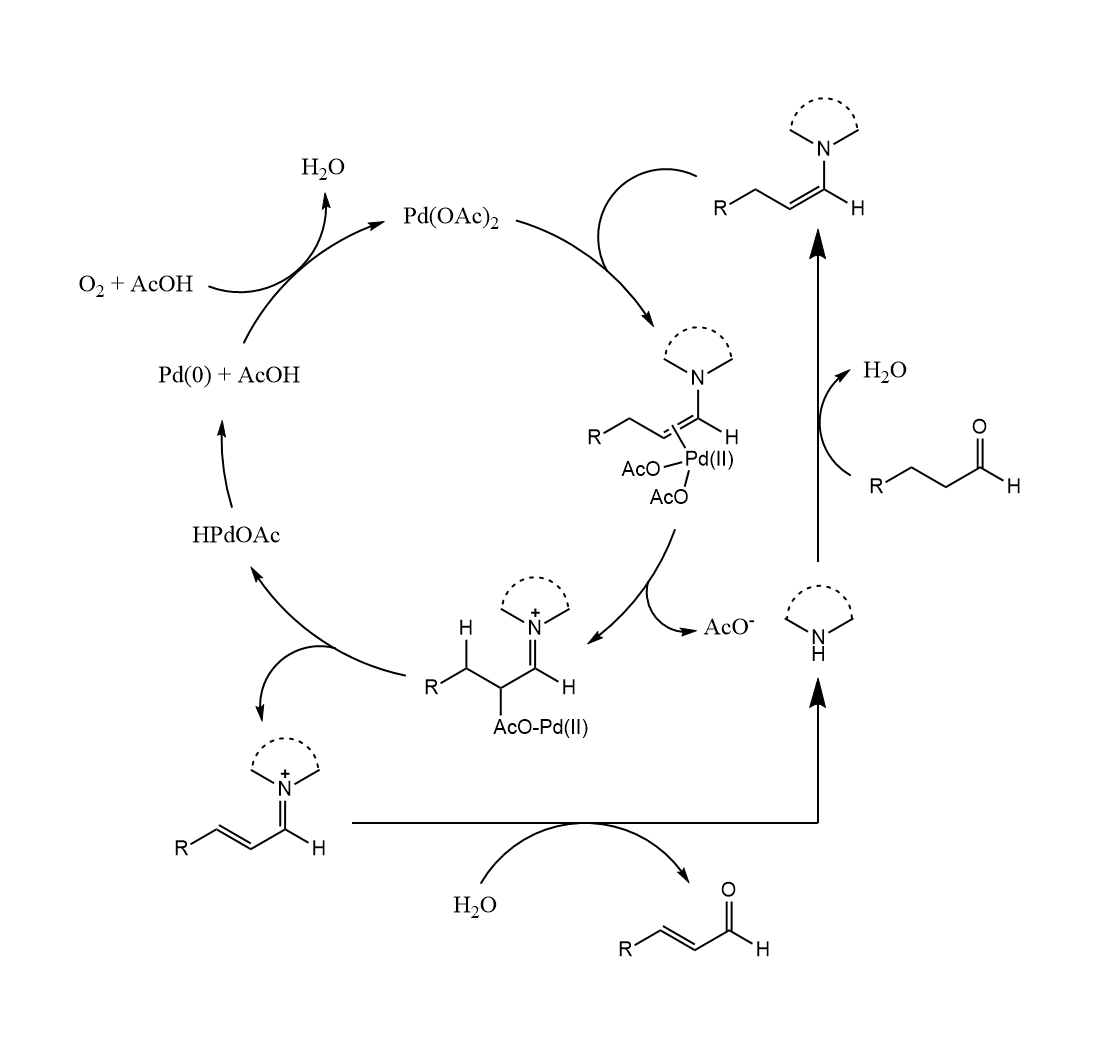 N
R
H
H₂O
Pd(OAc)₂
O₂ + AcOH
N
R
H
Pd(II)
AcO
AcO
Pd(0) + AcOH
H₂O
O
R
H
HPdOAc
H
+
N
R
H
AcO-Pd(II)
AcO⁻
N
H
+
N
R
H
H₂O
O
R
H